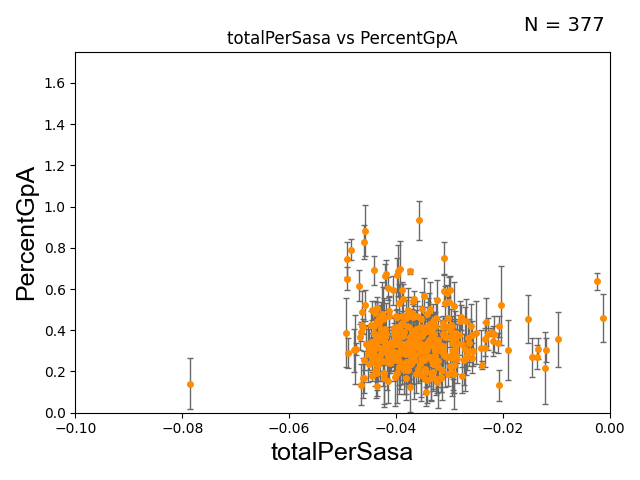 N = 377
totalPerSasa vs PercentGpA
1.6
1.4
1.2
1.0
0.8
0.6
0.4
0.2
0.0
PercentGpA
−0.10 −0.08 −0.06 −0.04 −0.02 0.00
totalPerSasa